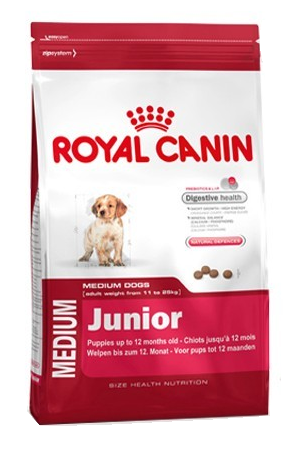 easyopen
zipsystem
ROYAL CANIN
Digestive health
NATURAL DEFENCES
MEDIUM DOGS
(adult weight from 11 to 25kg)
MEDIUM
Junior
Puppies up to 12 months old - Chiots jusqu'à 12 mois
Welpen bis zum 12. Monat - Voor pups tot 12 maanden
SIZE HEALTH NUTRITION